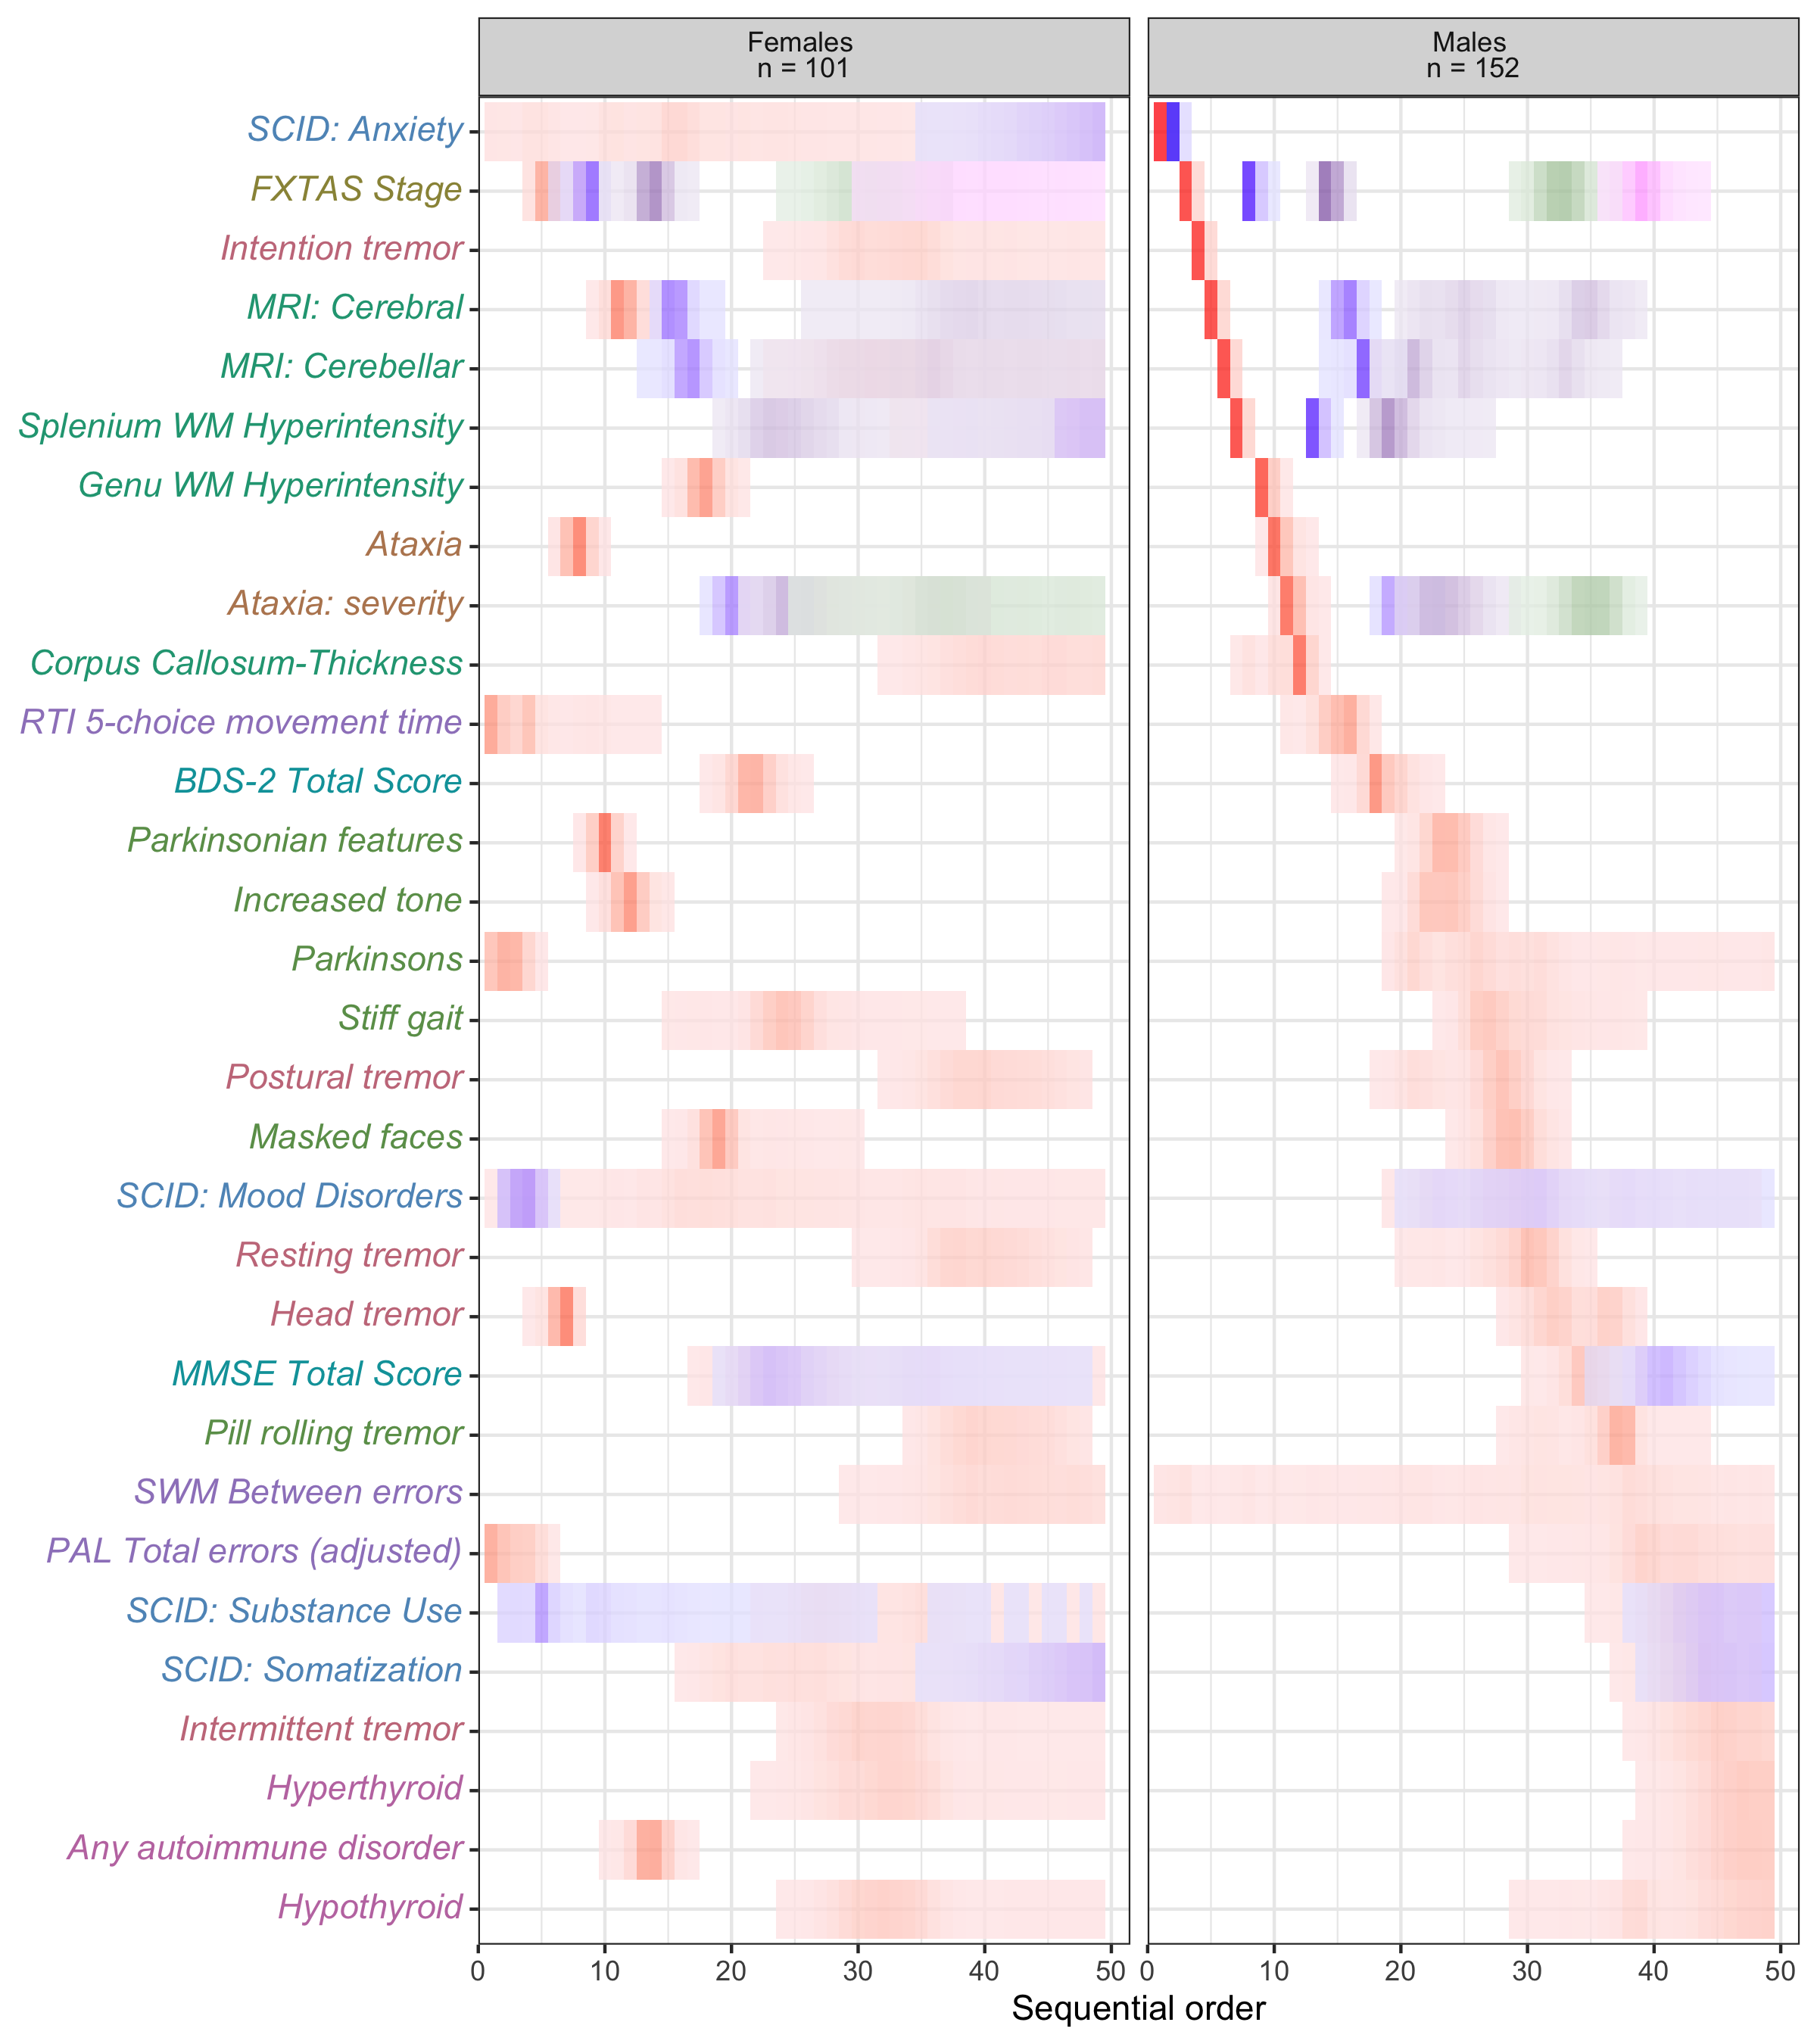 Females
n = 101
Males
n = 152
SCID: Anxiety
FXTAS Stage
Intention tremor
MRI: Cerebral
MRI: Cerebellar
Splenium WM Hyperintensity
Genu WM Hyperintensity
Ataxia
Ataxia: severity
Corpus Callosum-Thickness
RTI 5-choice movement time
BDS-2 Total Score
Parkinsonian features
Increased tone
Parkinsons
Stiff gait
Postural tremor
Masked faces
SCID: Mood Disorders
Resting tremor
Head tremor
MMSE Total Score
Pill rolling tremor
SWM Between errors
PAL Total errors (adjusted)
SCID: Substance Use
SCID: Somatization
Intermittent tremor
Hyperthyroid
Any autoimmune disorder
Hypothyroid
0 10 20 30 40 50 0 10 20 30 40 50
Sequential order